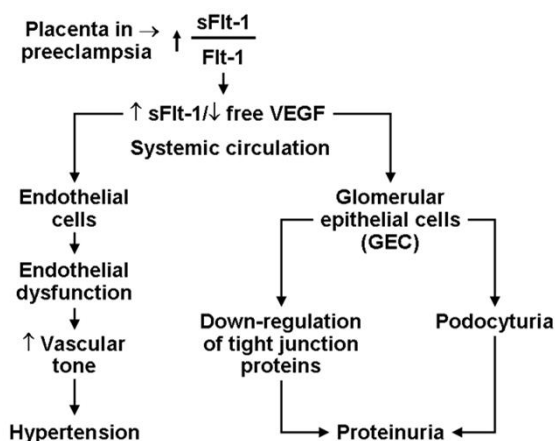 Placenta in → ↑ sFlt-1
preeclampsia Flt-1
↑ sFlt-1/↓ free VEGF
Systemic circulation
Endothelial
cells
Glomerular
epithelial cells
(GEC)
Endothelial
dysfunction
Down-regulation
of tight junction
proteins
Podocyturia
↑ Vascular
tone
Hypertension
Proteinuria